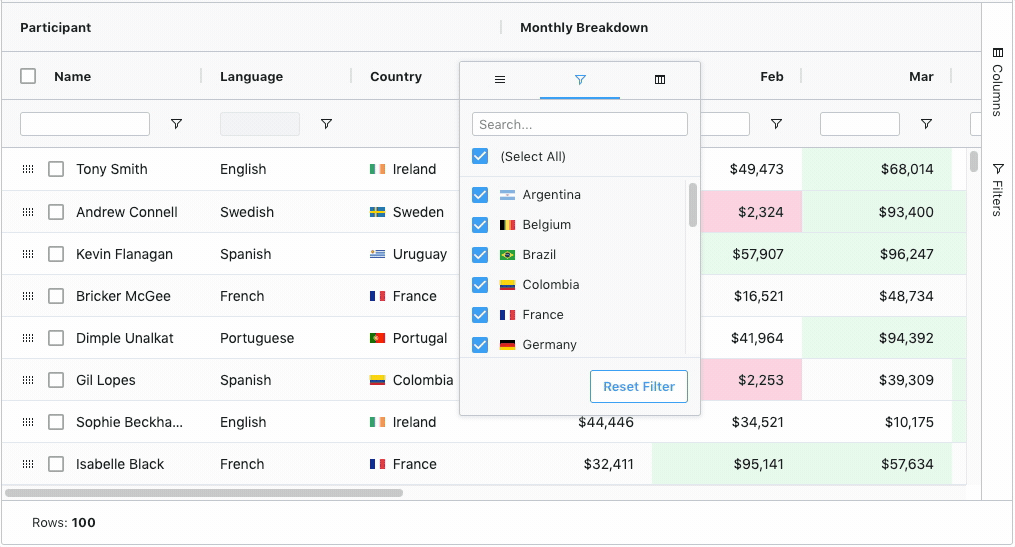 Participant Monthly Breakdown
Name Language Country Feb Mar
Search...
(Select All)
Argentina
Belgium
Brazil
Colombia
France
Germany
Reset Filter
Tony Smith English Ireland $49,473 $68,014
Andrew Connell Swedish Sweden $2,324 $93,400
Kevin Flanagan Spanish Uruguay $57,907 $96,247
Bricker McGee French France $16,521 $48,734
Dimple Unalkat Portuguese Portugal $41,964 $94,392
Gil Lopes Spanish Colombia $2,253 $39,309
Sophie Beckha... English Ireland $44,446 $34,521 $10,175
Isabelle Black French France $32,411 $95,141 $57,634
Columns
Filters
Rows: 100